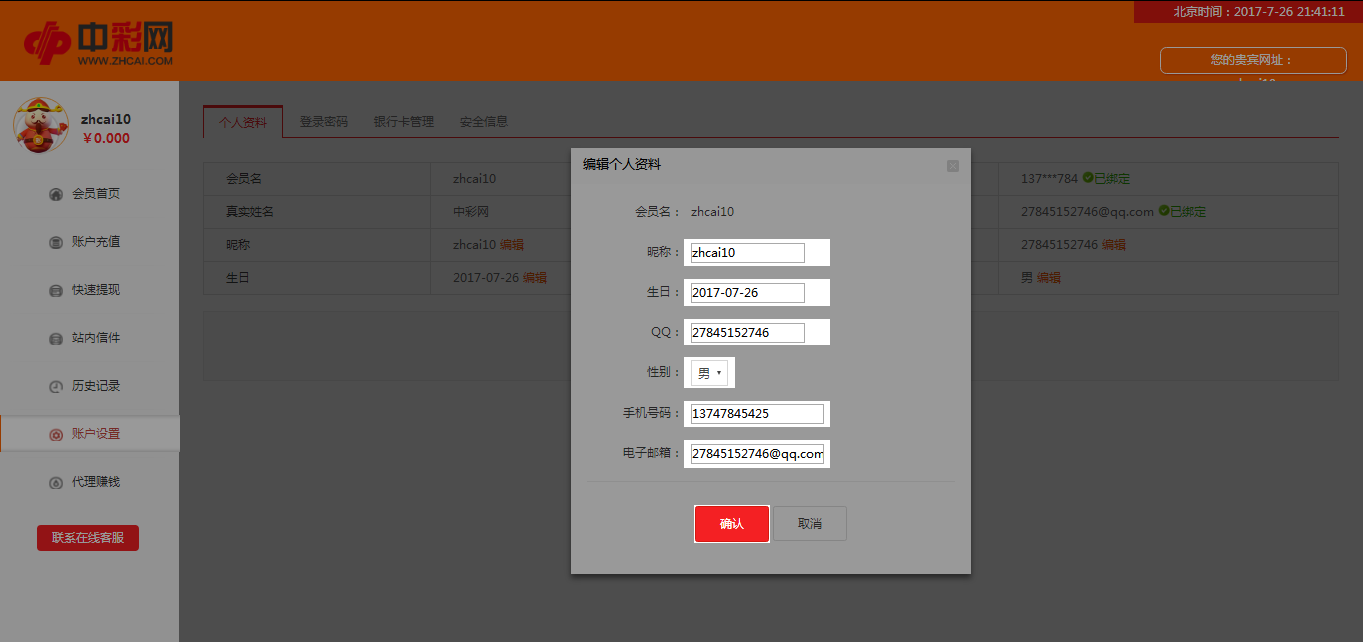 北京时间：2017-7-26 21:41:11
中彩网
WWW.ZHCAI.COM
您的贵宾网址：
zhcai10
￥0.000
会员首页
账户充值
快速提现
站内信件
历史记录
账户设置
代理赚钱
联系在线客服
个人资料 登录密码 银行卡管理 安全信息
会员名 zhcai10 137***784 已绑定
真实姓名 中彩网 27845152746@qq.com 已绑定
昵称 zhcai10 编辑 27845152746 编辑
生日 2017-07-26 编辑 男 编辑
编辑个人资料
会员名： zhcai10
昵称： zhcai10
生日： 2017-07-26
QQ： 27845152746
性别： 男
手机号码： 13747845425
电子邮箱： 27845152746@qq.com
确认 取消